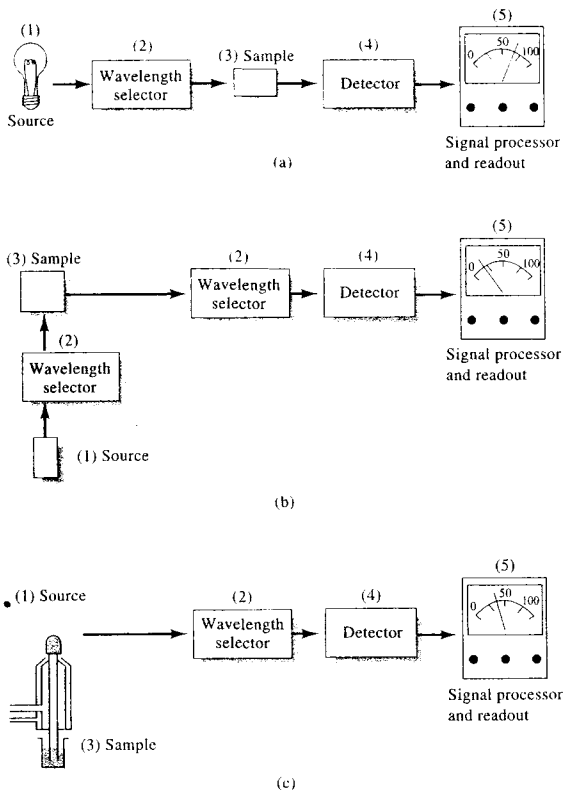 (1)
Source
(2)
Wavelength
selector
(3) Sample
(4)
Detector
(5)
0 50 100
Signal processor
and readout
(a)
(3) Sample
(2)
Wavelength
selector
(1) Source
(2)
Wavelength
selector
(4)
Detector
(5)
0 50 100
Signal processor
and readout
(b)
(1) Source
(3) Sample
(2)
Wavelength
selector
(4)
Detector
(5)
0 50 100
Signal processor
and readout
(c)